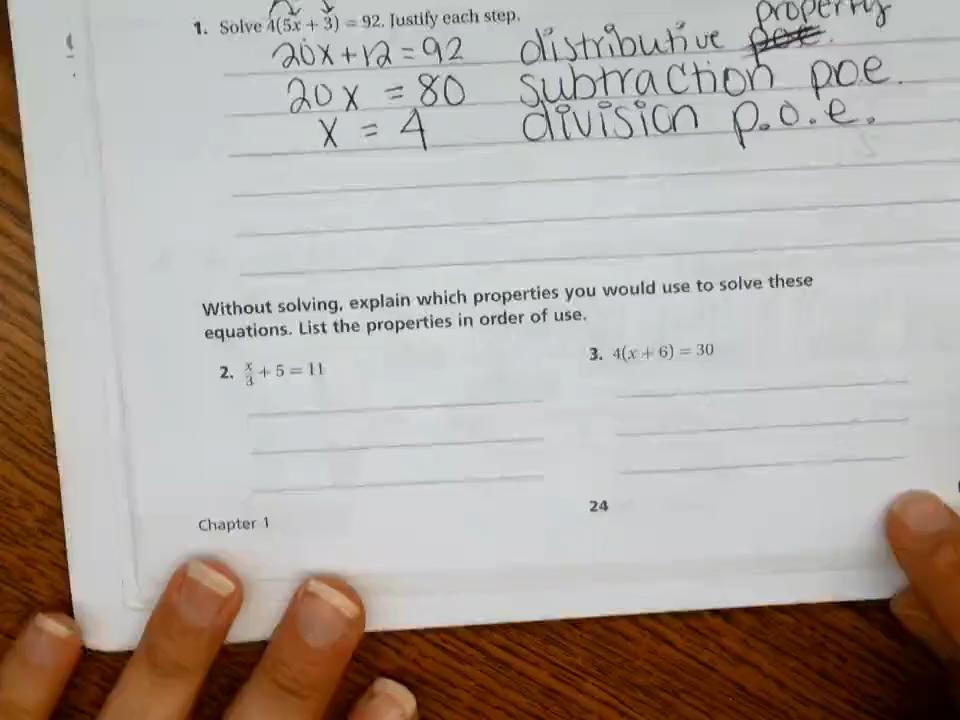 1. Solve 4(5x + 3) = 92. Justify each step.
property
20x+12=92 distributive poe.
20x = 80 subtraction p.o.e.
x = 4 division p.o.e.
Without solving, explain which properties you would use to solve these
equations. List the properties in order of use.
2. x/3 + 5 = 11
3. 4(x + 6) = 30
24
Chapter 1